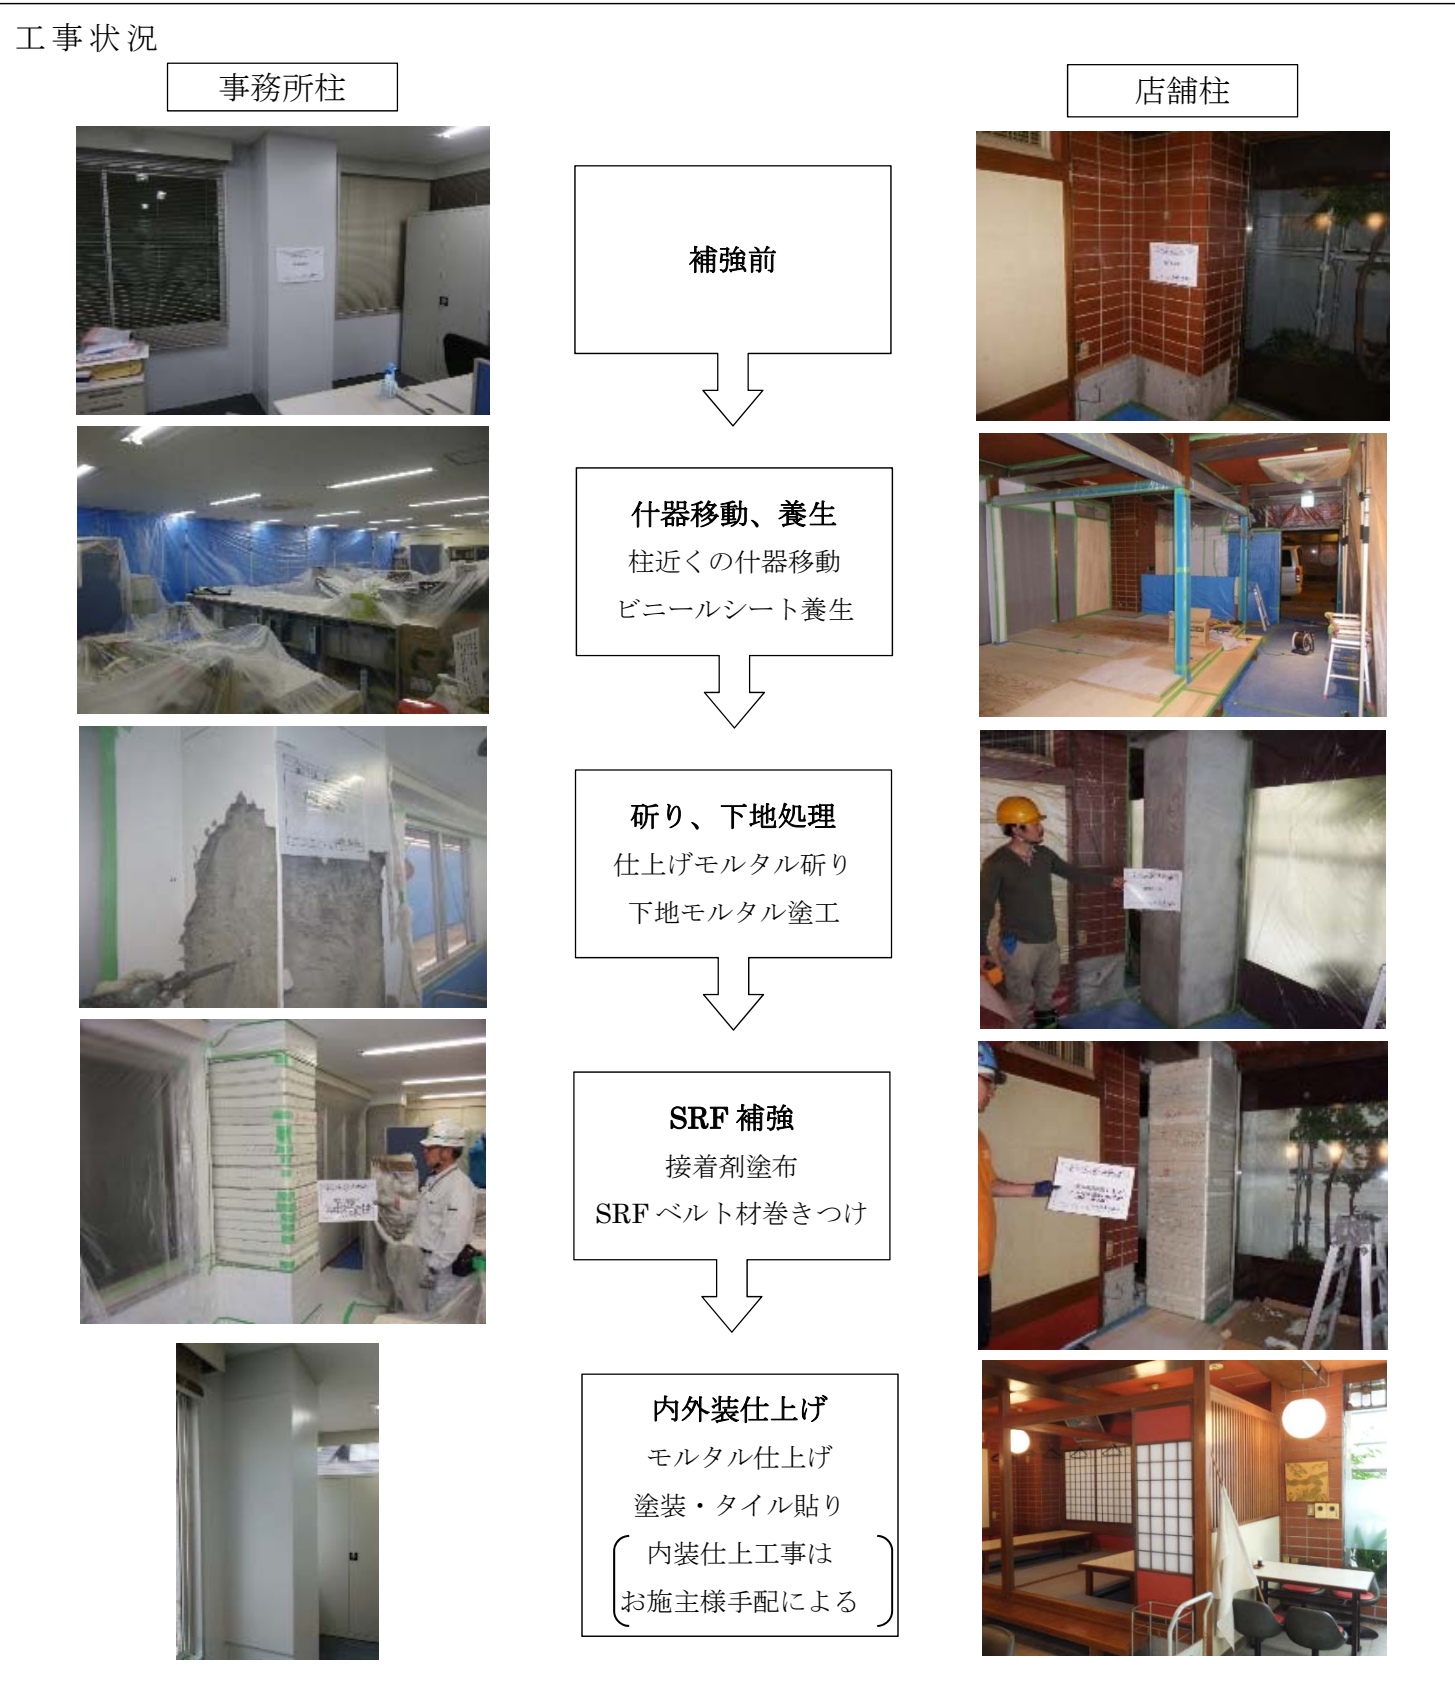 工事状況
事務所柱
店舗柱
補強前
什器移動、養生
柱近くの什器移動
ビニールシート養生
斫り、下地処理
仕上げモルタル斫り
下地モルタル塗工
SRF 補強
接着剤塗布
SRF ベルト材巻きつけ
内外装仕上げ
モルタル仕上げ
塗装・タイル貼り
内装仕上工事は
お施主様手配による